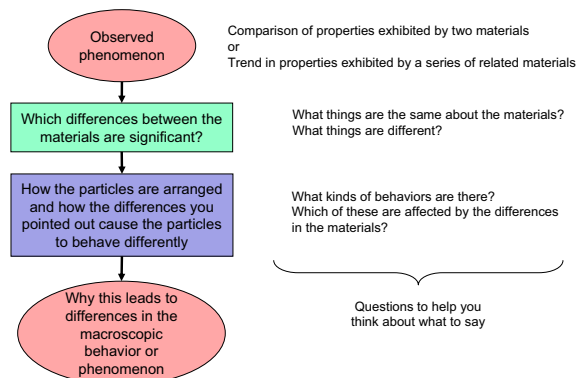 Observed
phenomenon
Comparison of properties exhibited by two materials
or
Trend in properties exhibited by a series of related materials
Which differences between the
materials are significant?
What things are the same about the materials?
What things are different?
How the particles are arranged
and how the differences you
pointed out cause the particles
to behave differently
What kinds of behaviors are there?
Which of these are affected by the differences
in the materials?
Why this leads to
differences in the
macroscopic
behavior or
phenomenon
Questions to help you
think about what to say